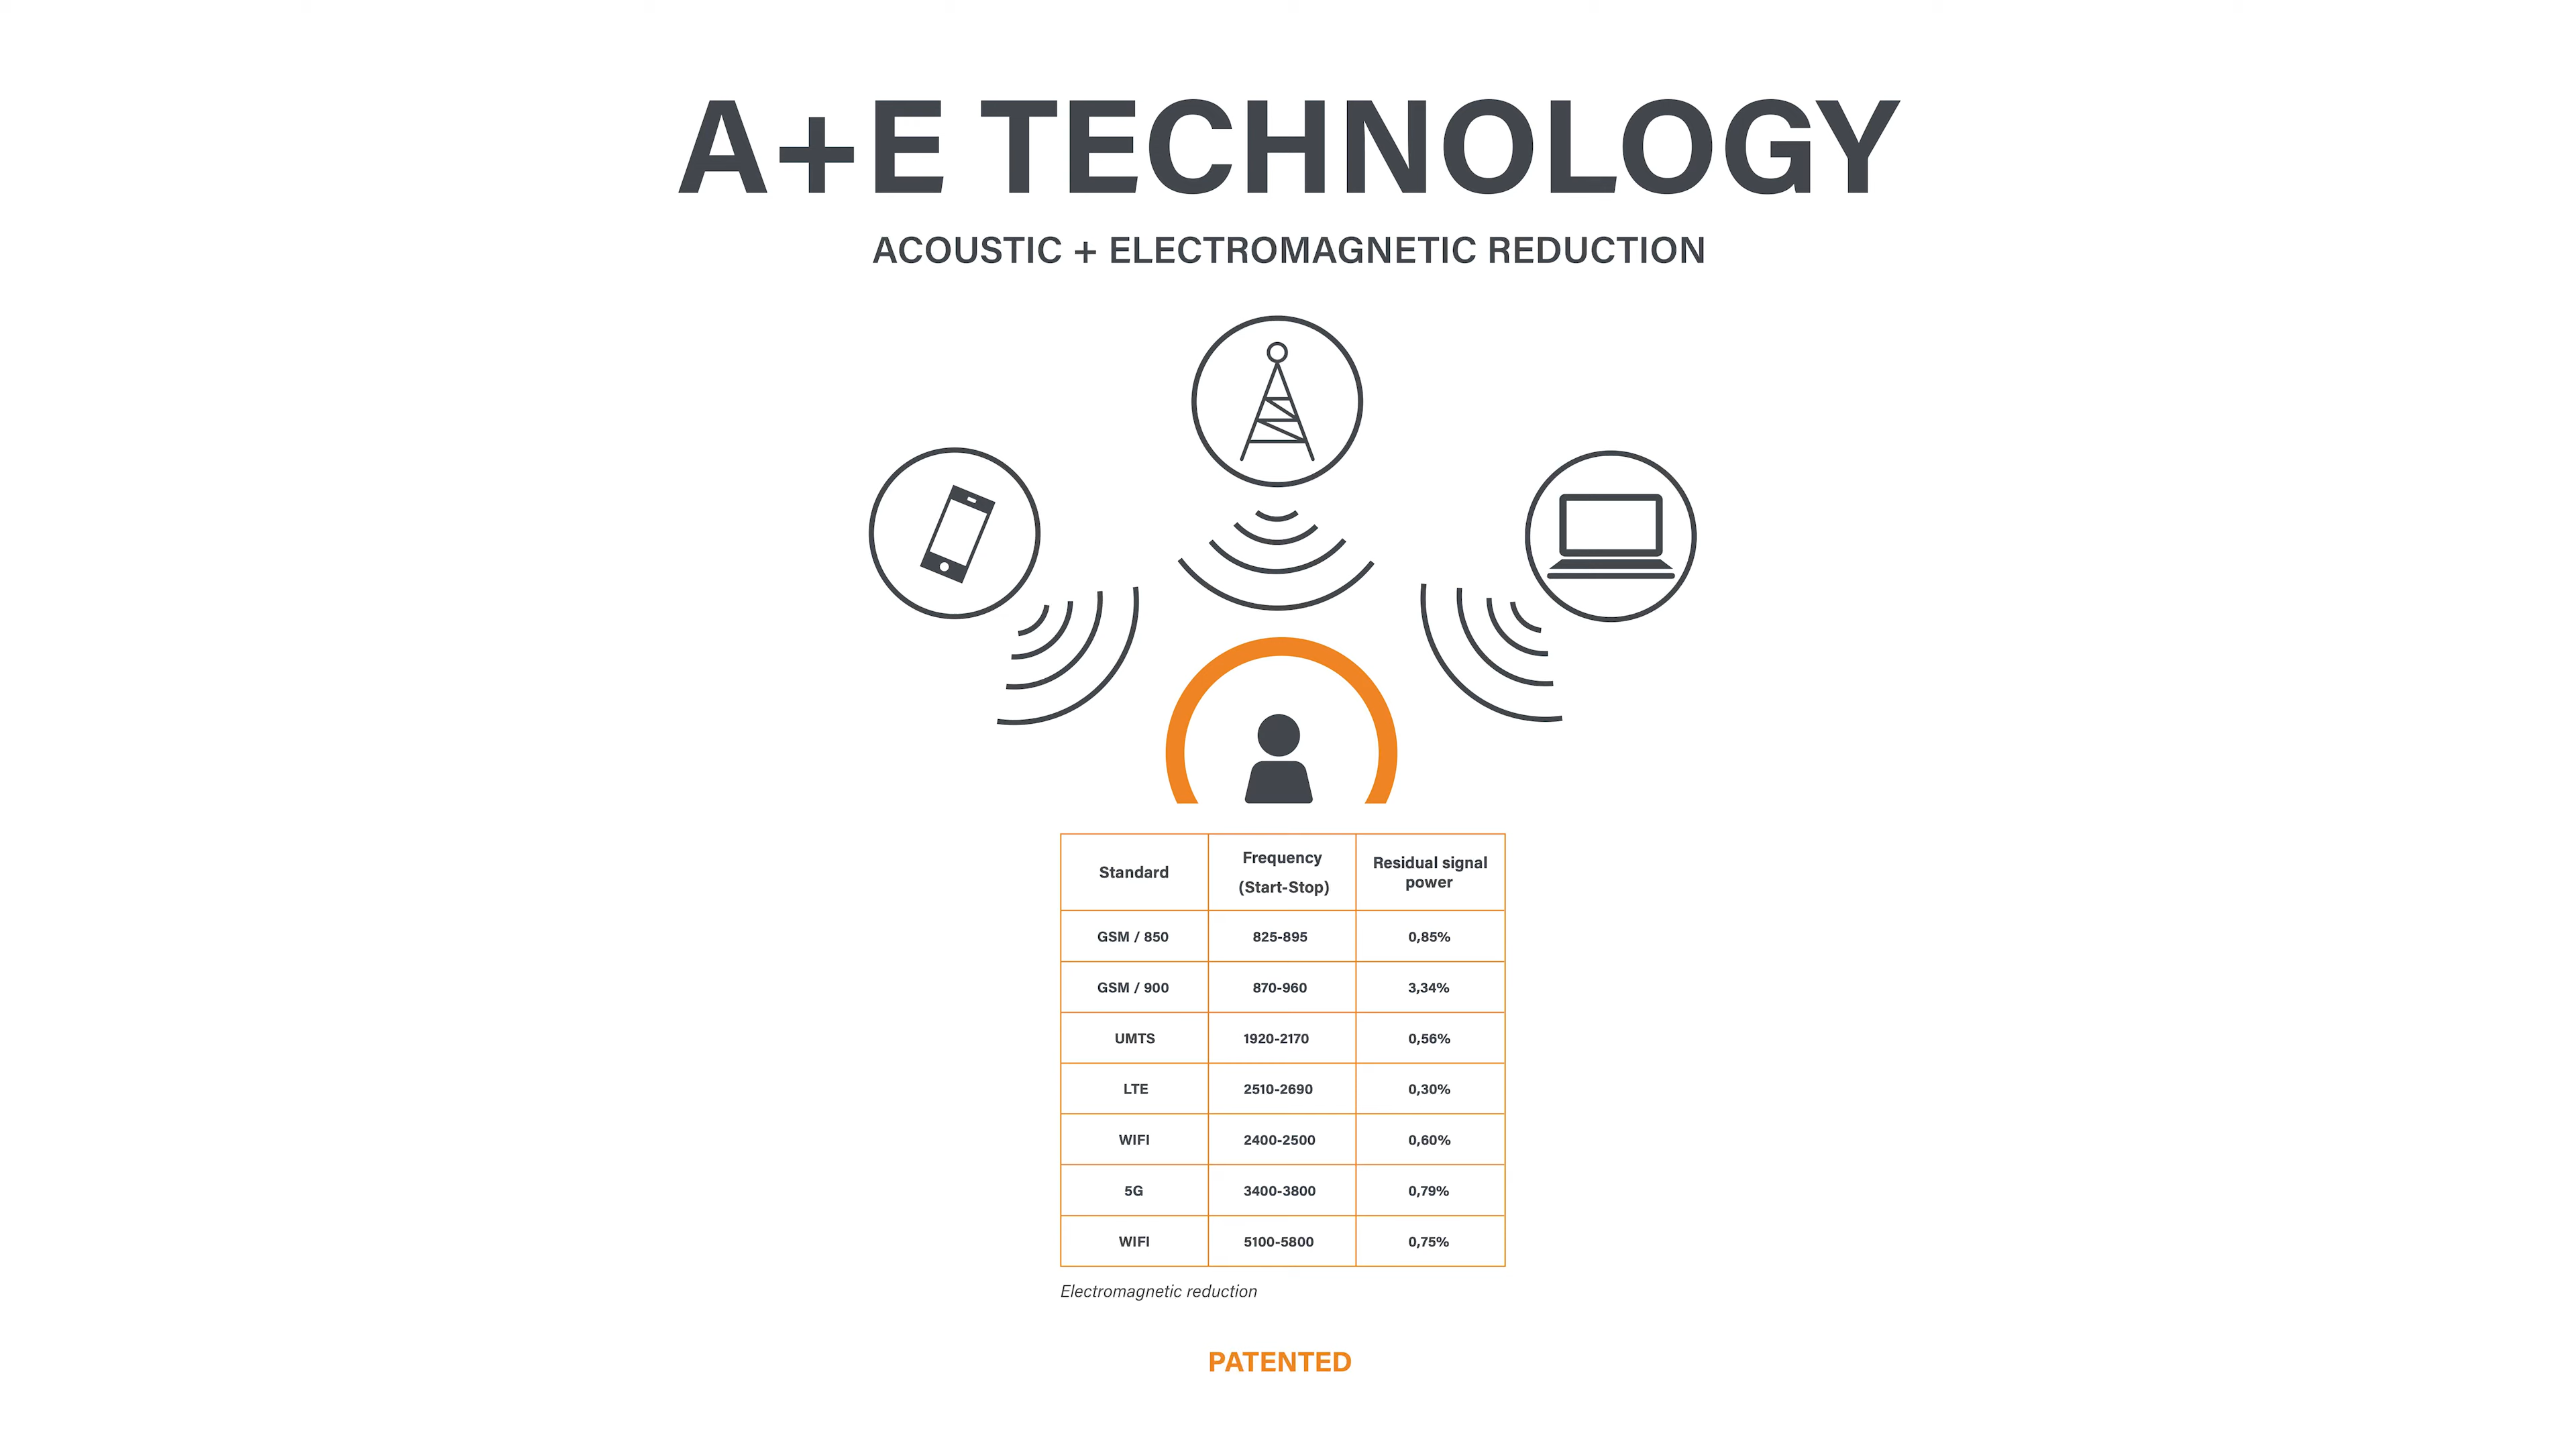 A+E TECHNOLOGY
ACOUSTIC + ELECTROMAGNETIC REDUCTION
Standard
Frequency
(Start-Stop)
Residual signal
power
GSM / 850
825-895
0,85%
GSM / 900
870-960
3,34%
UMTS
1920-2170
0,56%
LTE
2510-2690
0,30%
WIFI
2400-2500
0,60%
5G
3400-3800
0,79%
WIFI
5100-5800
0,75%
Electromagnetic reduction
PATENTED